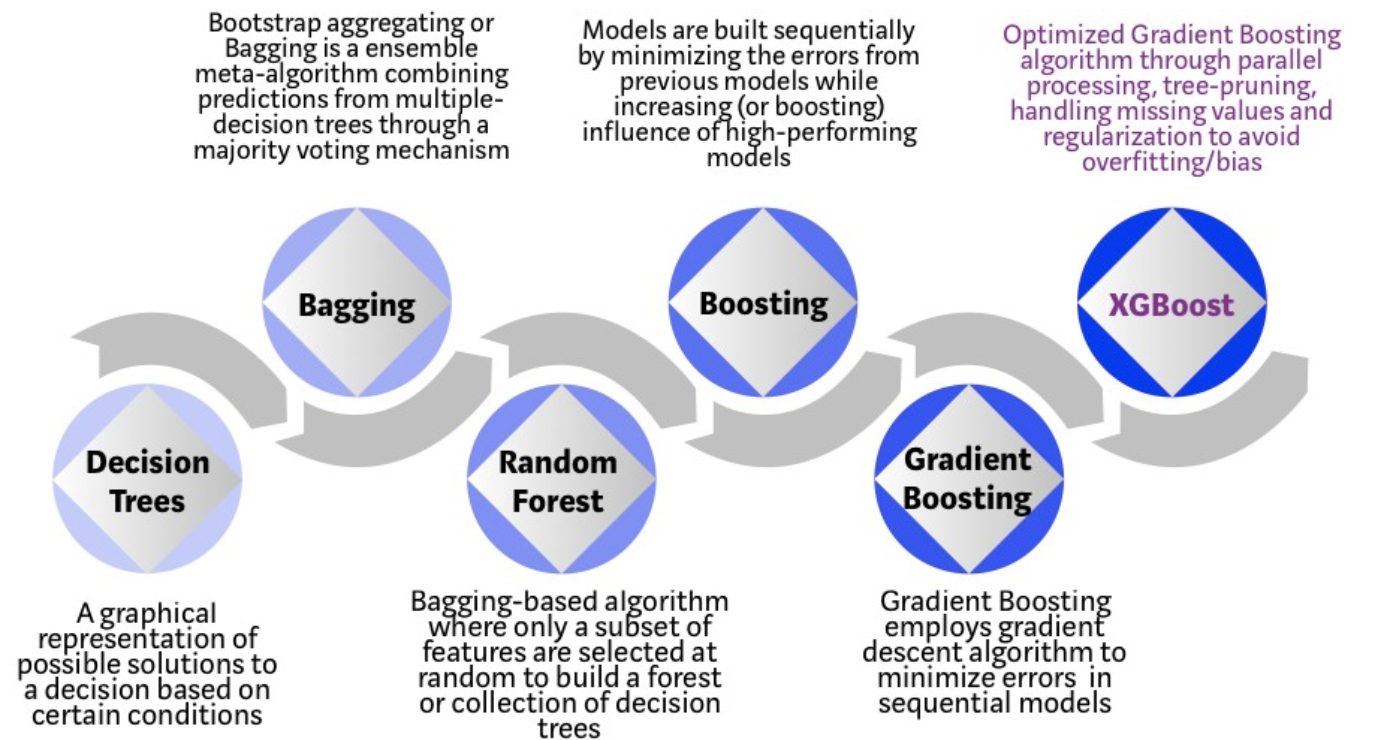 Bootstrap aggregating or
Bagging is a ensemble
meta-algorithm combining
predictions from multiple-
decision trees through a
majority voting mechanism
Models are built sequentially
by minimizing the errors from
previous models while
increasing (or boosting)
influence of high-performing
models
Optimized Gradient Boosting
algorithm through parallel
processing, tree-pruning,
handling missing values and
regularization to avoid
overfitting/bias
Bagging
Boosting
XGBoost
Decision
Trees
Random
Forest
Gradient
Boosting
A graphical
representation of
possible solutions to
a decision based on
certain conditions
Bagging-based algorithm
where only a subset of
features are selected at
random to build a forest
or collection of decision
trees
Gradient Boosting
employs gradient
descent algorithm to
minimize errors in
sequential models